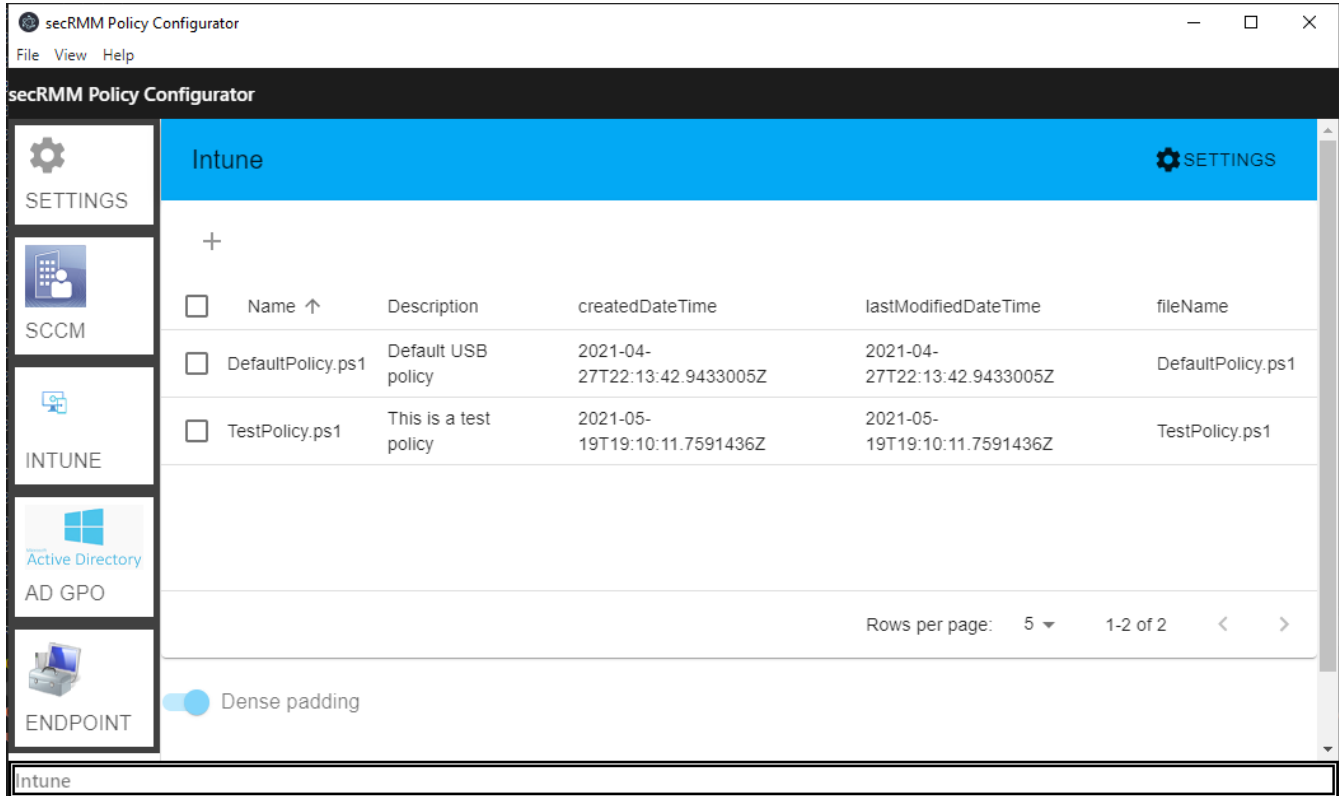 secRMM Policy Configurator
File View Help
secRMM Policy Configurator
SETTINGS
SCCM
INTUNE
Active Directory
AD GPO
ENDPOINT
Intune
SETTINGS
+
Name ↑ Description createdDateTime lastModifiedDateTime fileName
DefaultPolicy.ps1 Default USB policy 2021-04-27T22:13:42.9433005Z 2021-04-27T22:13:42.9433005Z DefaultPolicy.ps1
TestPolicy.ps1 This is a test policy 2021-05-19T19:10:11.7591436Z 2021-05-19T19:10:11.7591436Z TestPolicy.ps1
Rows per page: 5 1-2 of 2 < >
Dense padding
Intune